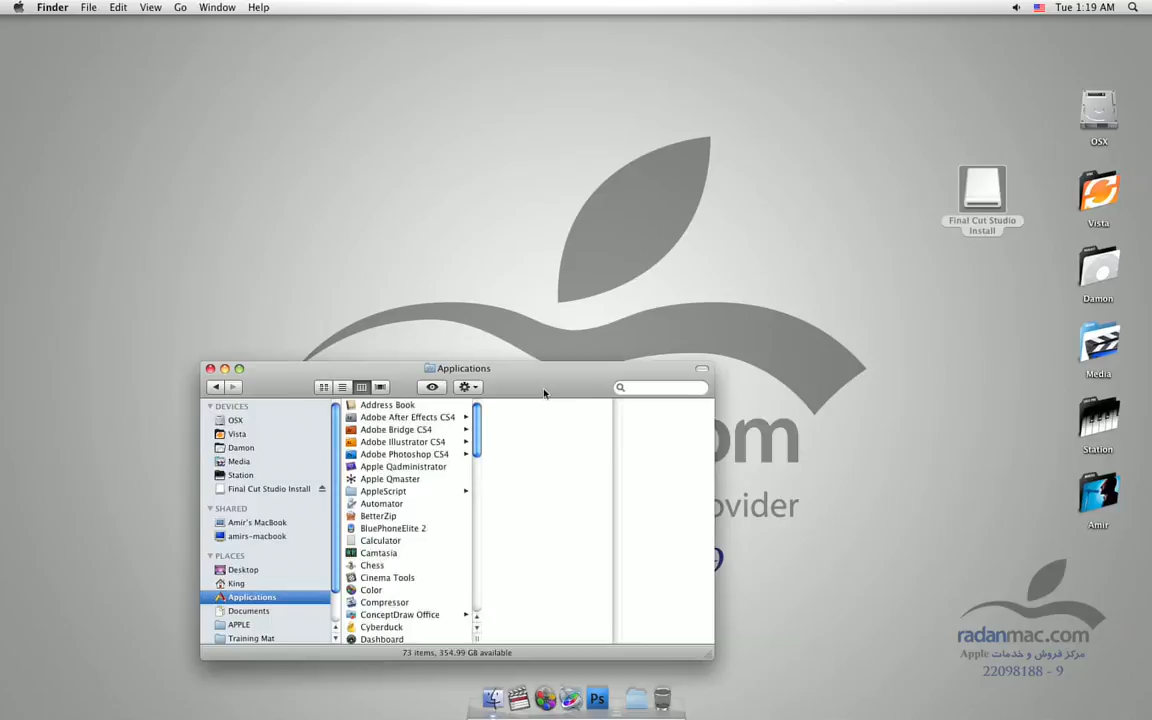 Finder File Edit View Go Window Help
Tue 1:19 AM
OSX
Final Cut Studio
Install
Vista
Damon
Media
Station
Amir
Applications
DEVICES
OSX
Vista
Damon
Media
Station
Final Cut Studio Install
SHARED
Amir's MacBook
amirs-macbook
PLACES
Desktop
King
Applications
Documents
APPLE
Training Mat
Address Book
Adobe After Effects CS4
Adobe Bridge CS4
Adobe Illustrator CS4
Adobe Photoshop CS4
Apple Qadministrator
Apple Qmaster
AppleScript
Automator
BetterZip
BluePhoneElite 2
Calculator
Camtasia
Chess
Cinema Tools
Color
Compressor
ConceptDraw Office
Cyberduck
Dashboard
73 items, 354.99 GB available
om
ovider
9
radanmac.com
مرکز فروش و خدمات Apple
22098188 - 9
Ps